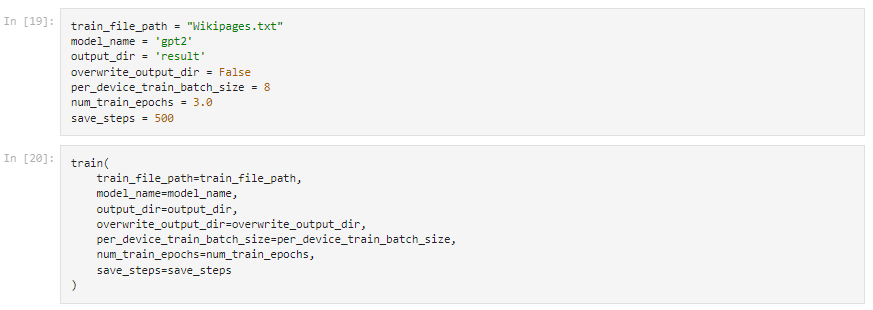 In [19]:
train_file_path = "Wikipages.txt"
model_name = 'gpt2'
output_dir = 'result'
overwrite_output_dir = False
per_device_train_batch_size = 8
num_train_epochs = 3.0
save_steps = 500
In [20]:
train(
    train_file_path=train_file_path,
    model_name=model_name,
    output_dir=output_dir,
    overwrite_output_dir=overwrite_output_dir,
    per_device_train_batch_size=per_device_train_batch_size,
    num_train_epochs=num_train_epochs,
    save_steps=save_steps
)